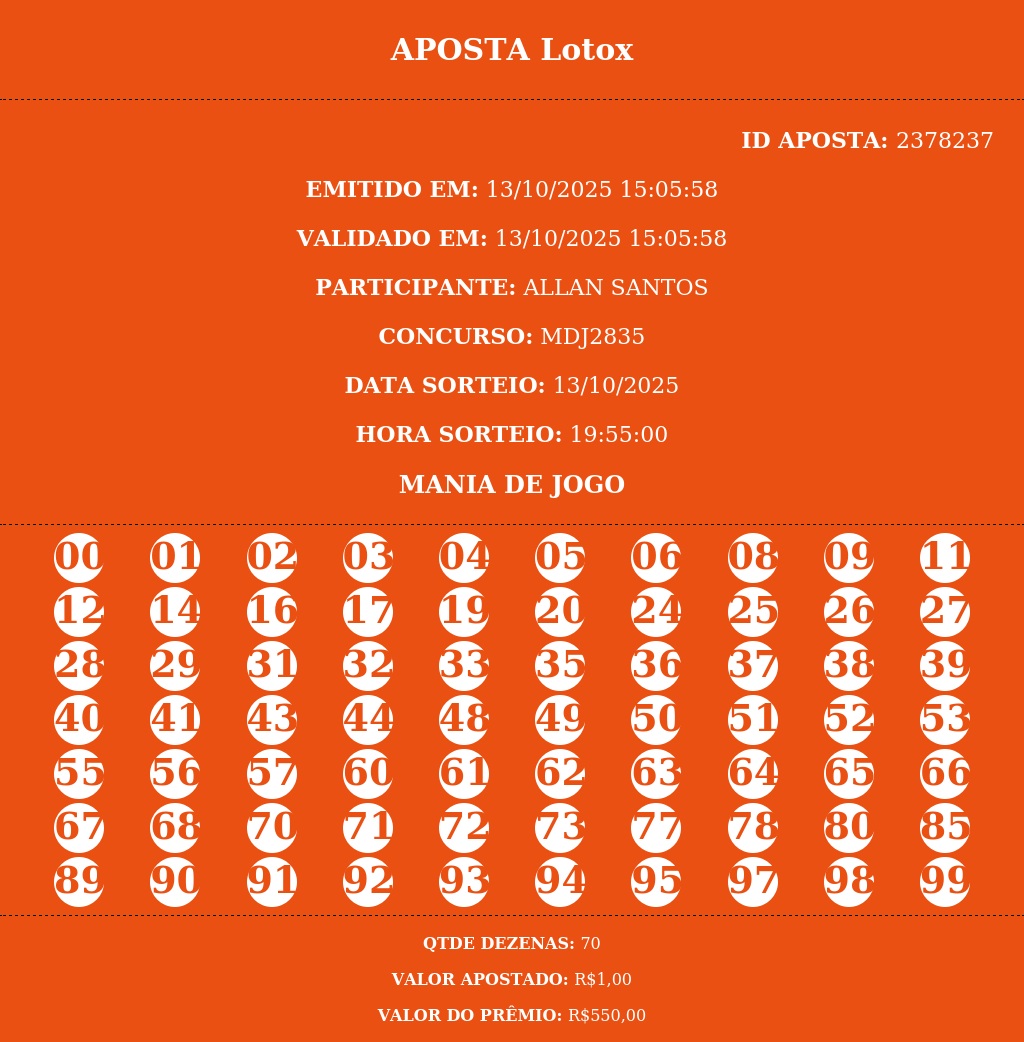 APOSTA Lotox
ID APOSTA: 2378237
EMITIDO EM: 13/10/2025 15:05:58
VALIDADO EM: 13/10/2025 15:05:58
PARTICIPANTE: ALLAN SANTOS
CONCURSO: MDJ2835
DATA SORTEIO: 13/10/2025
HORA SORTEIO: 19:55:00
MANIA DE JOGO
00 01 02 03 04 05 06 08 09 11
12 14 16 17 19 20 24 25 26 27
28 29 31 32 33 35 36 37 38 39
40 41 43 44 48 49 50 51 52 53
55 56 57 60 61 62 63 64 65 66
67 68 70 71 72 73 77 78 80 85
89 90 91 92 93 94 95 97 98 99
QTDE DEZENAS: 70
VALOR APOSTADO: R$1,00
VALOR DO PRÊMIO: R$550,00